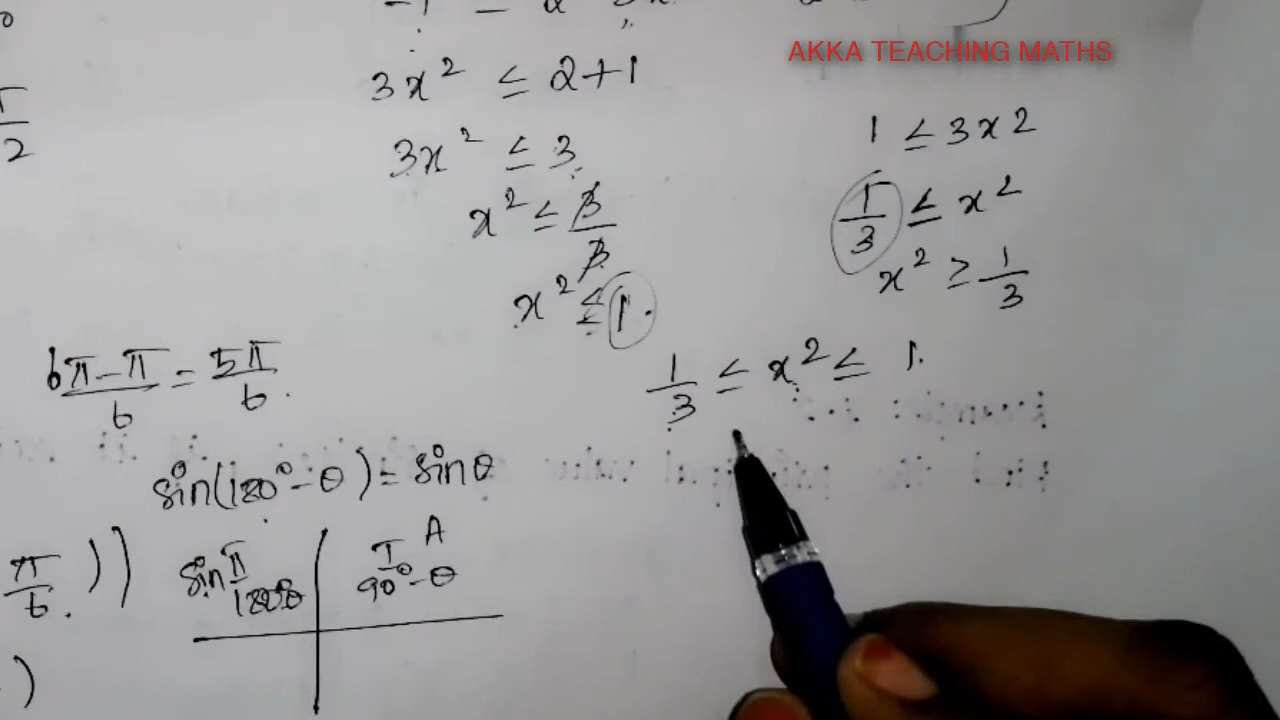 AKKA TEACHING MATHS
3x² ≤ 2+1
3x² ≤ 3
x² ≤ 3/3
x² ≤ 1.
1 ≤ 3x2
1/3 ≤ x²
x² ≥ 1/3
1/3 ≤ x² ≤ 1.
6π-π/6 = 5π/6.
sin(180°-θ) = sinθ
π/6. ))
A
90°-θ